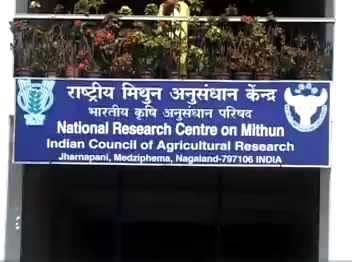 राष्ट्रीय मिथुन अनुसंधान केंद्र
भारतीय कृषि अनुसंधान परिषद
National Research Centre on Mithun
Indian Council of Agricultural Research
Jharnapani, Medziphema, Nagaland-797106 INDIA